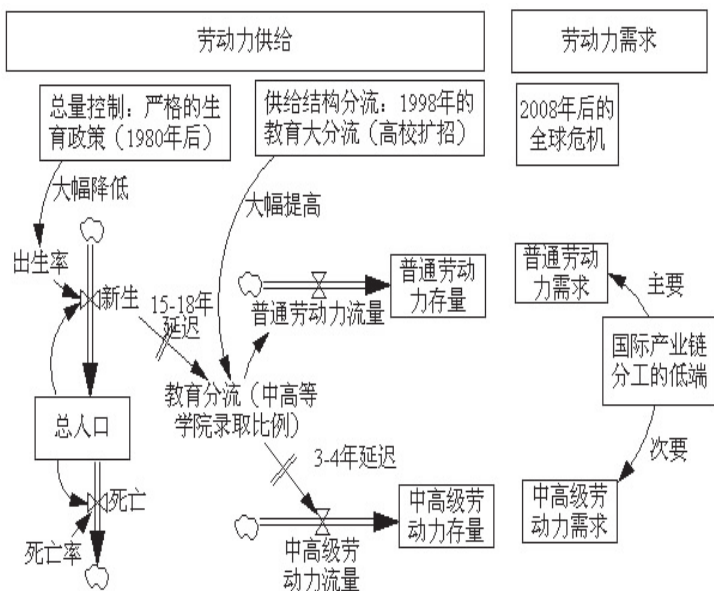 劳动力供给
劳动力需求
总量控制：严格的生
育政策（1980年后）
供给结构分流：1998年的
教育大分流（高校扩招）
2008年后的
全球危机
大幅降低
大幅提高
出生率
新生
15-18年
延迟
普通劳动力流量
普通劳动
力存量
普通劳动
力需求
主要
国际产业链
分工的低端
教育分流（中高等
学院录取比例）
总人口
次要
3-4年延迟
死亡
死亡率
中高级劳
动力流量
中高级劳
动力存量
中高级劳
动力需求